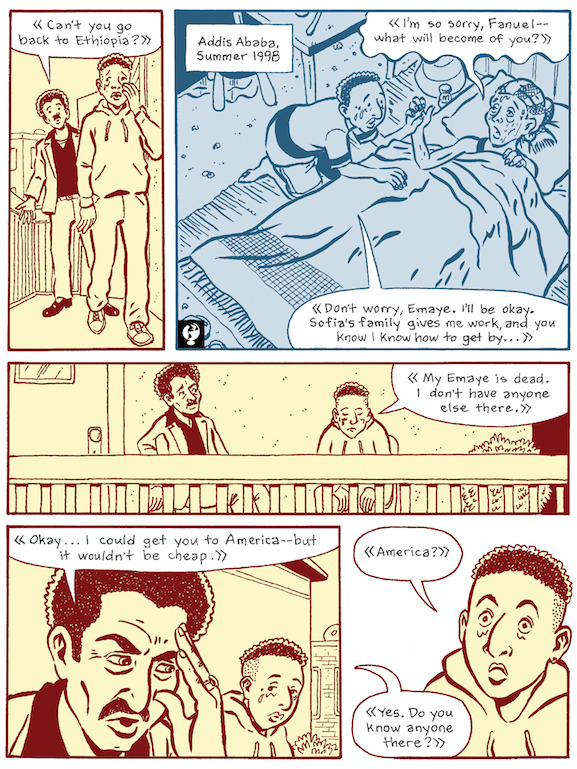 «Can't you go
back to Ethiopia?»
Addis Ababa,
Summer 1998
«I'm so sorry, Fanuel--
what will become of you?»
«Don't worry, Emaye. I'll be okay.
Sofia's family gives me work, and you
know I know how to get by...»
«My Emaye is dead.
I don't have anyone
else there.»
«Okay... I could get you to America--but
it wouldn't be cheap.»
«America?»
«Yes. Do you
know anyone
there?»